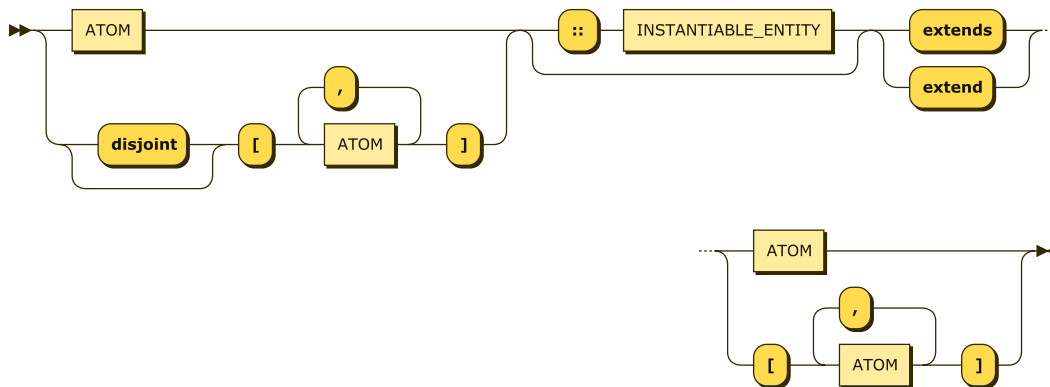 ATOM :: INSTANTIABLE_ENTITY extends
, extend
disjoint [ ATOM ]
ATOM
,
[ ATOM ]